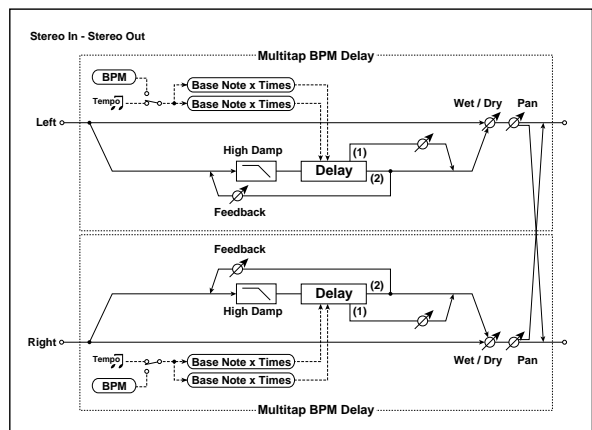 Stereo In - Stereo Out
Multitap BPM Delay
BPM
Base Note x Times
Tempo
Base Note x Times
Wet / Dry
Pan
Left
High Damp
(1)
Delay
(2)
Feedback
Feedback
Delay
(2)
High Damp
(1)
Right
Wet / Dry
Pan
Tempo
Base Note x Times
BPM
Base Note x Times
Multitap BPM Delay